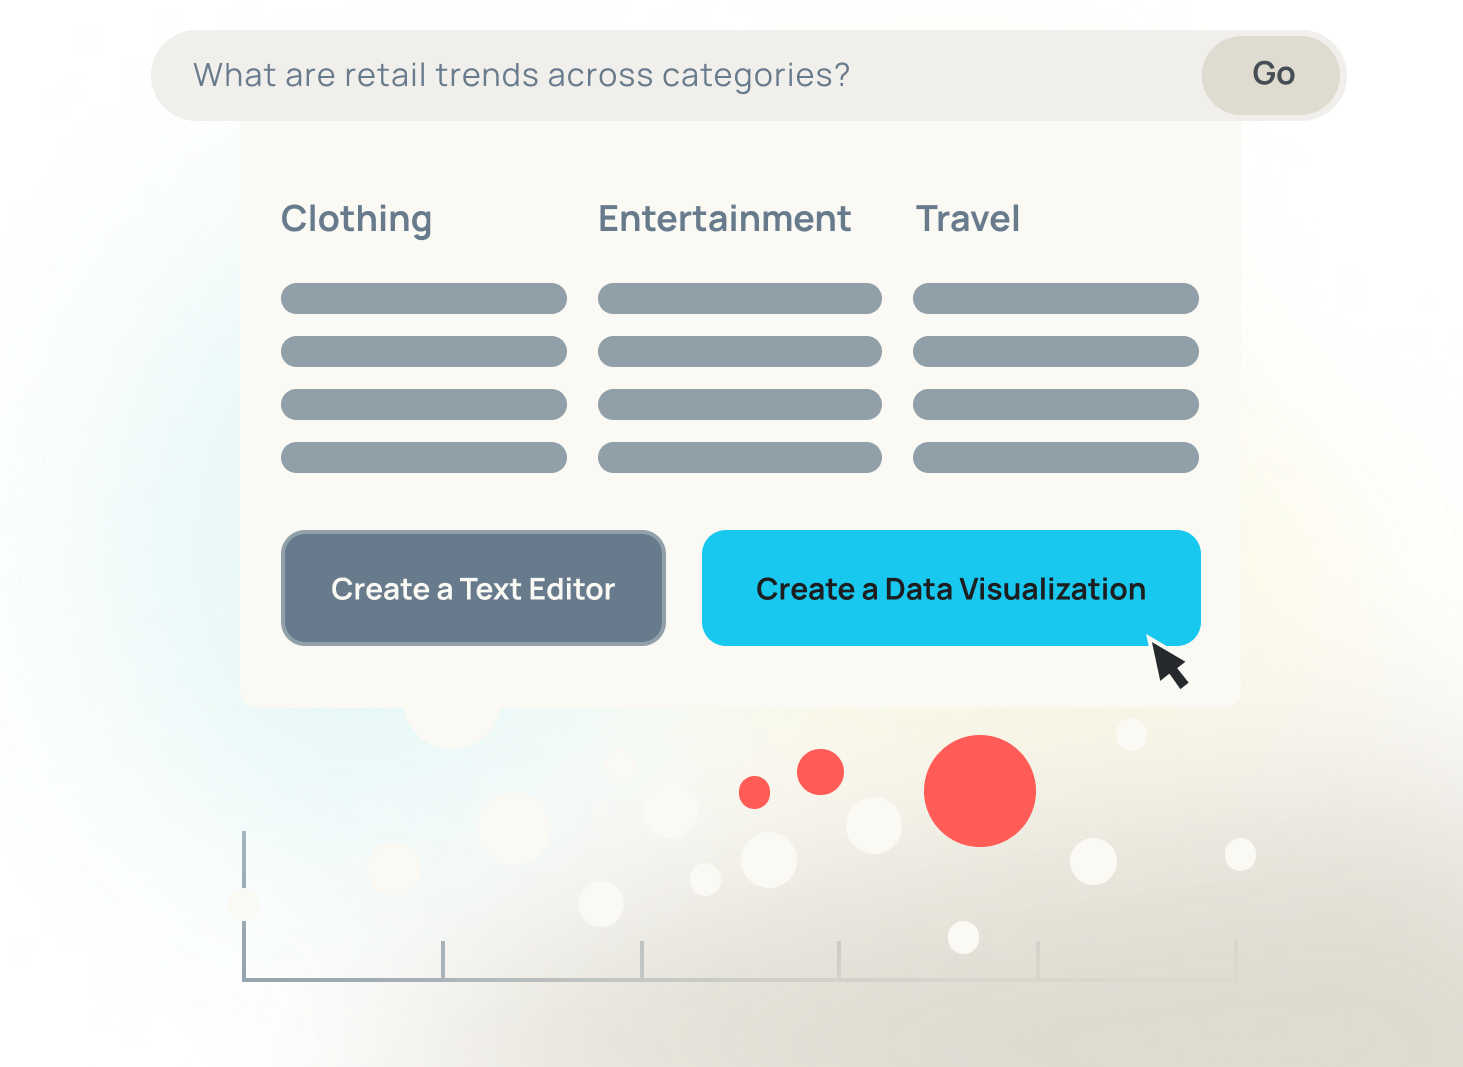 What are retail trends across categories?
Go
Clothing
Entertainment
Travel
Create a Text Editor
Create a Data Visualization